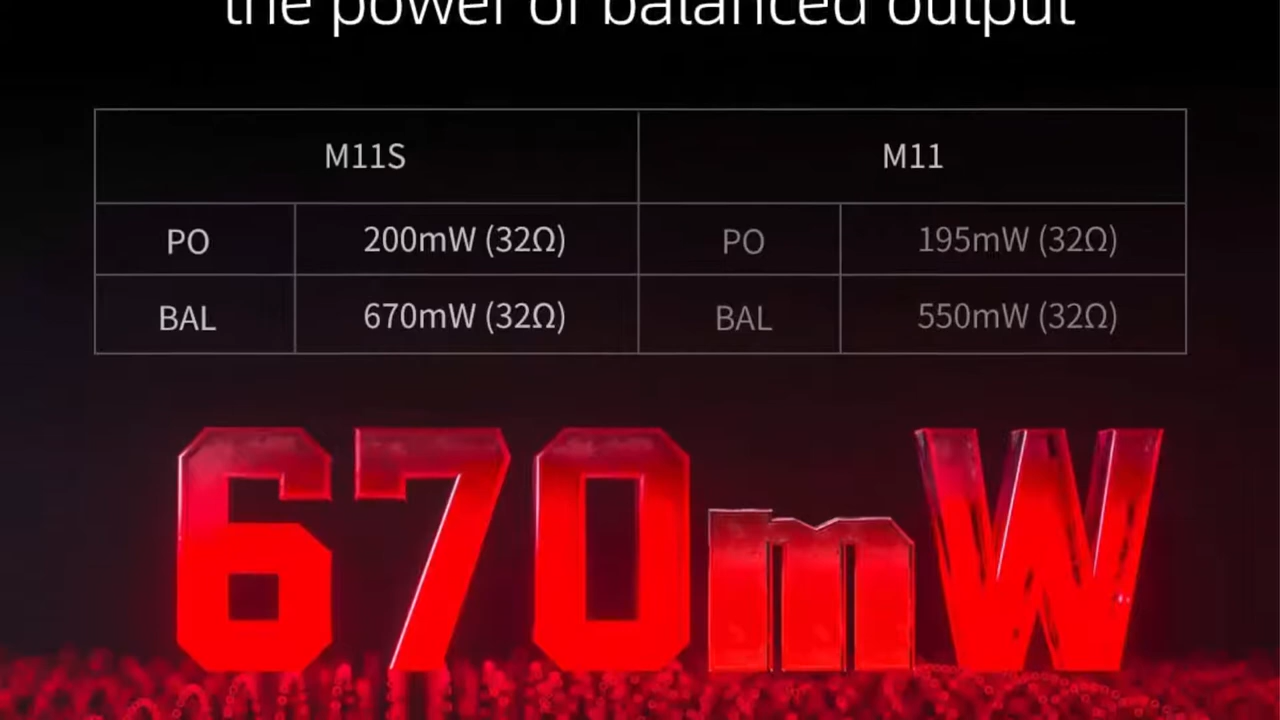 the power of balanced output
M11S M11
PO 200mW (32Ω) PO 195mW (32Ω)
BAL 670mW (32Ω) BAL 550mW (32Ω)
670mW